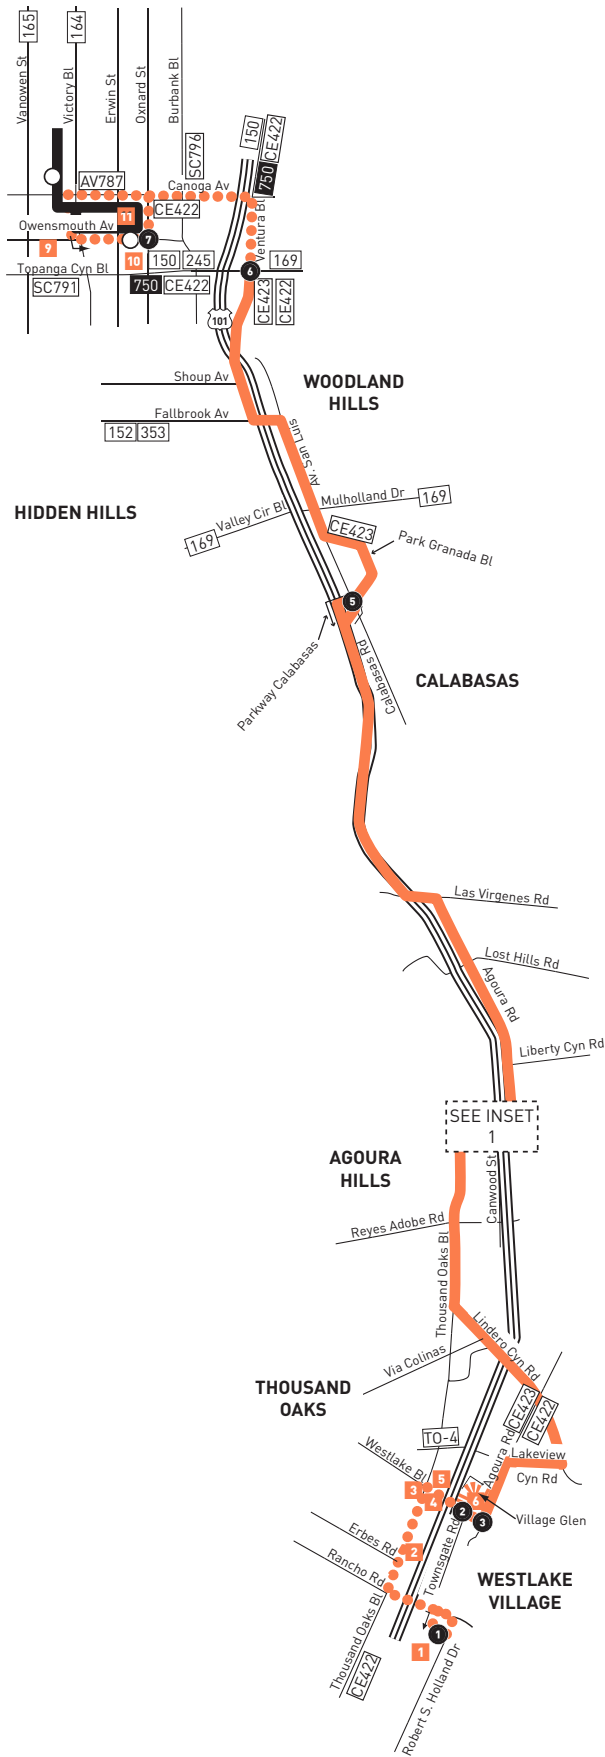 165
164
Vanowen St
Victory Bl
Erwin St
Oxnard St
Burbank Bl
SC796
150
CE422
750
AV787
Canoga Av
CE422
11
Ventura Bl
Owensmouth Av
9
7
10
150
245
169
Topanga Cyn Bl
6
SC791
750
CE422
CE423
CE422
101
Shoup Av
WOODLAND
HILLS
Fallbrook Av
152
353
Av. San Luis
HIDDEN HILLS
Mulholland Dr
169
Valley Cir Bl
169
CE423
Park Granada Bl
5
Parkway Calabasas
Calabasas Rd
CALABASAS
Las Virgenes Rd
Lost Hills Rd
Agoura Rd
Liberty Cyn Rd
SEE INSET
1
AGOURA
HILLS
Canwood St
Reyes Adobe Rd
Thousand Oaks Bl
Lindero Cyn Rd
Via Colinas
THOUSAND
OAKS
CE423
CE422
TO-4
Agoura Rd
Lakeview
Cyn Rd
Westlake Bl
5
3
4
6
2
3
Village Glen
Erbes Rd
2
Townsgate Rd
Rancho Rd
WESTLAKE
VILLAGE
Thousand Oaks Bl
CE422
1
1
Robert S. Holland Dr